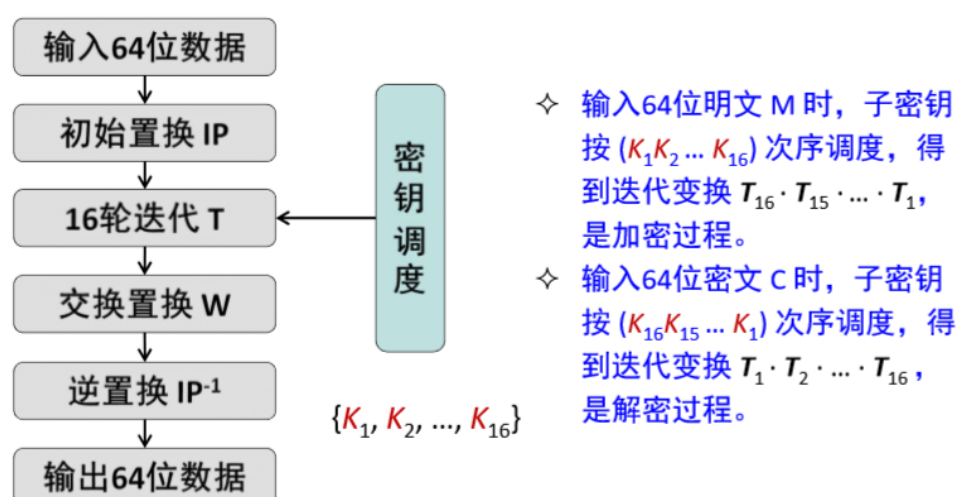 输入64位数据
初始置换 IP
16轮迭代 T
交换置换 W
逆置换 IP⁻¹
输出64位数据
密钥调度
{K₁, K₂, ..., K₁₆}
✧ 输入64位明文 M 时，子密钥
按 (K₁K₂ ... K₁₆) 次序调度，得
到迭代变换 T₁₆ · T₁₅ · ... · T₁，
是加密过程。
✧ 输入64位密文 C 时，子密钥
按 (K₁₆K₁₅ ... K₁) 次序调度，得
到迭代变换 T₁ · T₂ · ... · T₁₆，
是解密过程。